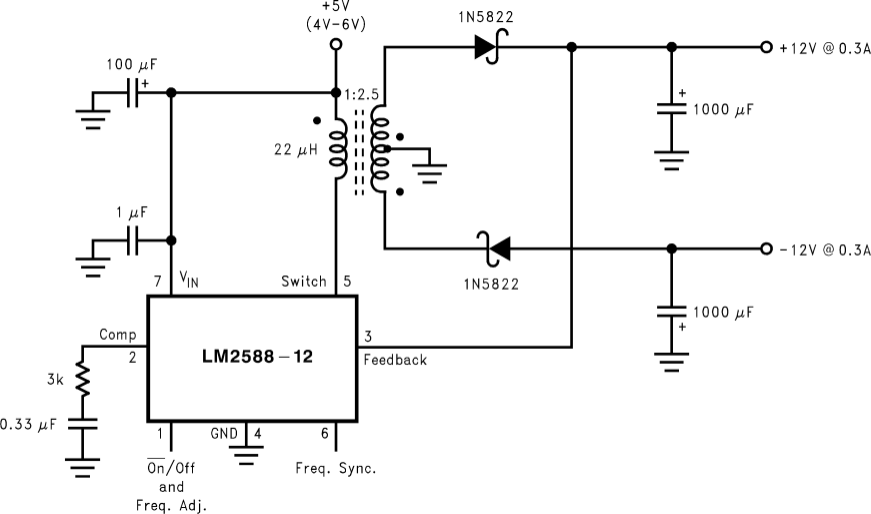 +5V
(4V-6V)
1N5822
+12V @ 0.3A
100 µF
+
1:2.5
+
1000 µF
22 µH
1 µF
-12V @ 0.3A
7
VIN
Switch
5
1N5822
1000 µF
+
Comp
2
LM2588-12
3
Feedback
3k
0.33 µF
1
GND
4
6
On/Off
and
Freq. Adj.
Freq. Sync.